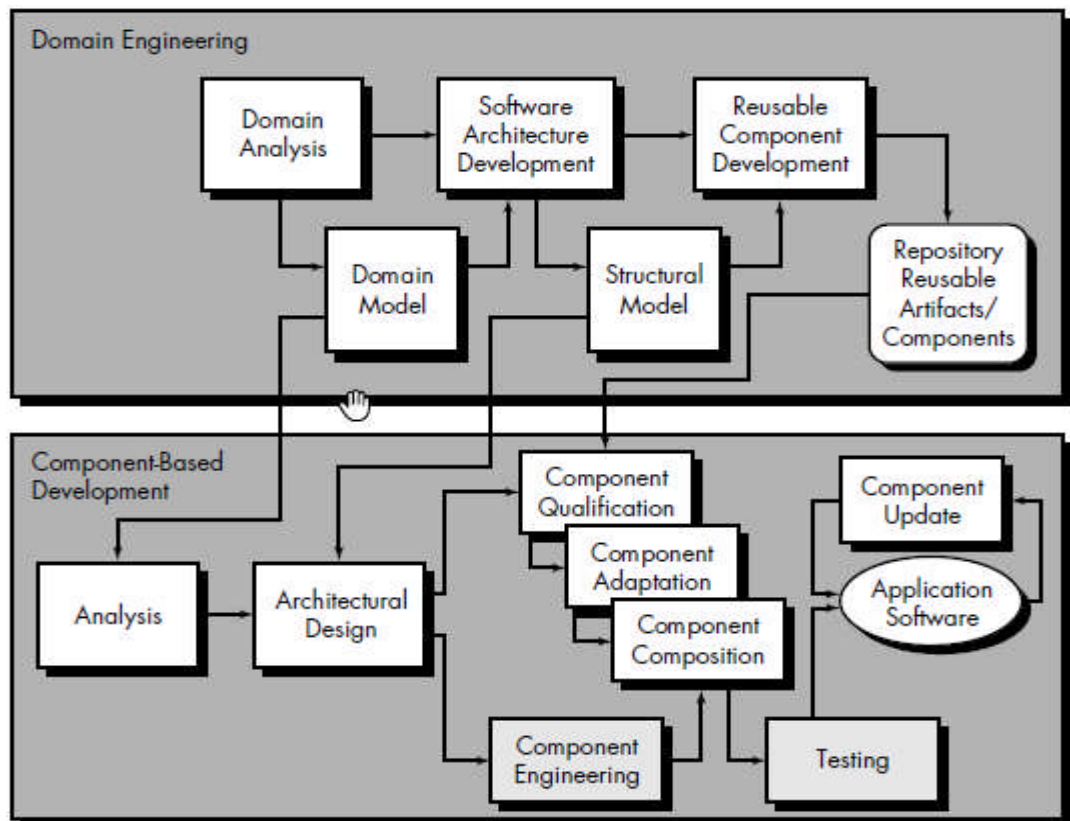 Domain Engineering
Domain
Analysis
Software
Architecture
Development
Reusable
Component
Development
Domain
Model
Structural
Model
Repository
Reusable
Artifacts/
Components
Component-Based
Development
Analysis
Architectural
Design
Component
Qualification
Component
Adaptation
Component
Composition
Component
Engineering
Testing
Component
Update
Application
Software